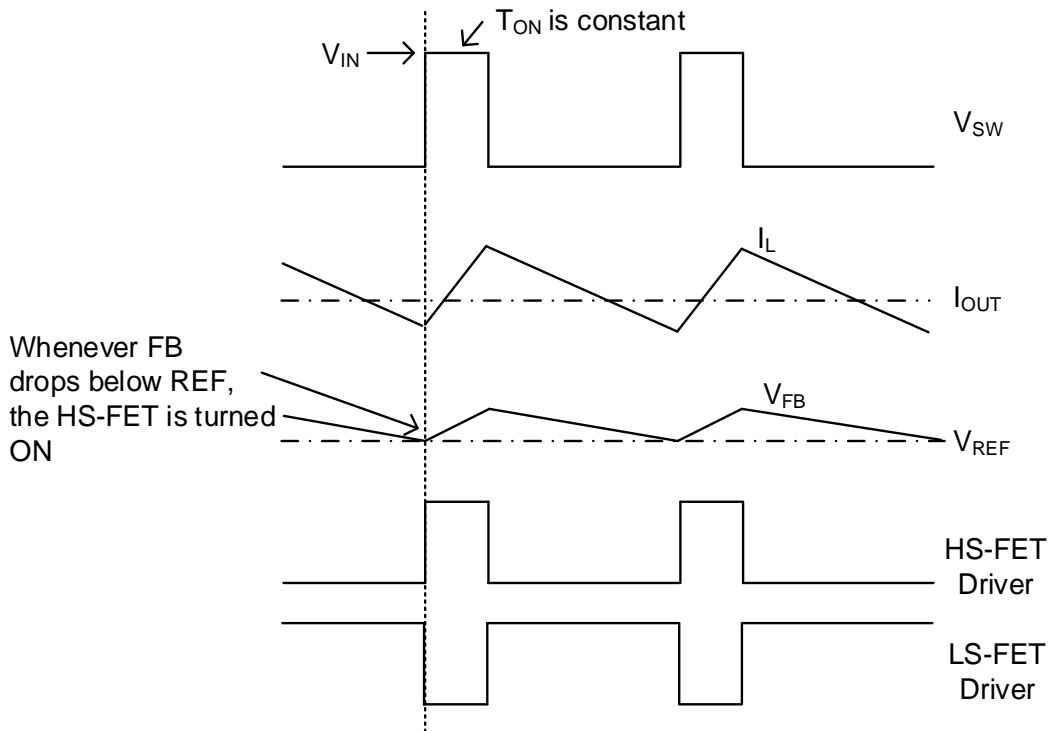 T_ON is constant
V_IN
V_SW
I_L
I_OUT
Whenever FB
drops below REF,
the HS-FET is turned
ON
V_FB
V_REF
HS-FET
Driver
LS-FET
Driver